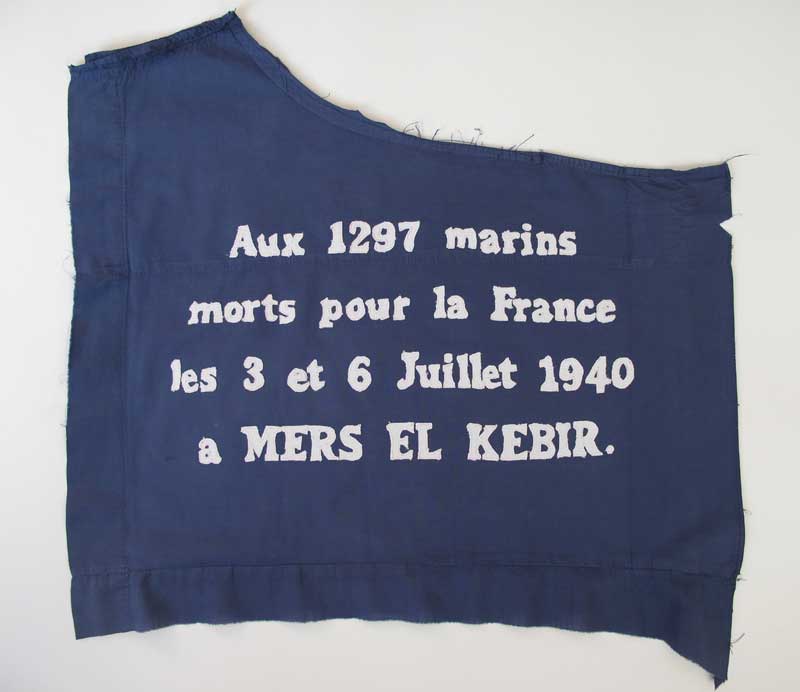 Aux 1297 marins
morts pour la France
les 3 et 6 Juillet 1940
a MERS EL KEBIR.